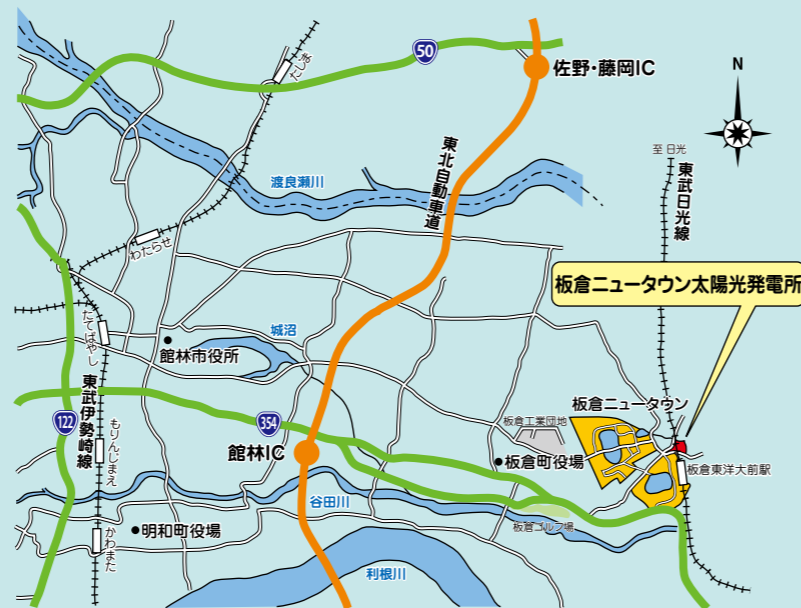 50
佐野・藤岡IC
N
たじま
東北自動車道
至 日光
東武日光線
渡良瀬川
わたらせ
板倉ニュータウン太陽光発電所
城沼
館林市役所
たてばやし
東武伊勢崎線
122
354
板倉ニュータウン
板倉工業団地
館林IC
板倉町役場
板倉東洋大前駅
もりんじまえ
谷田川
明和町役場
板倉ゴルフ場
かわまた
利根川